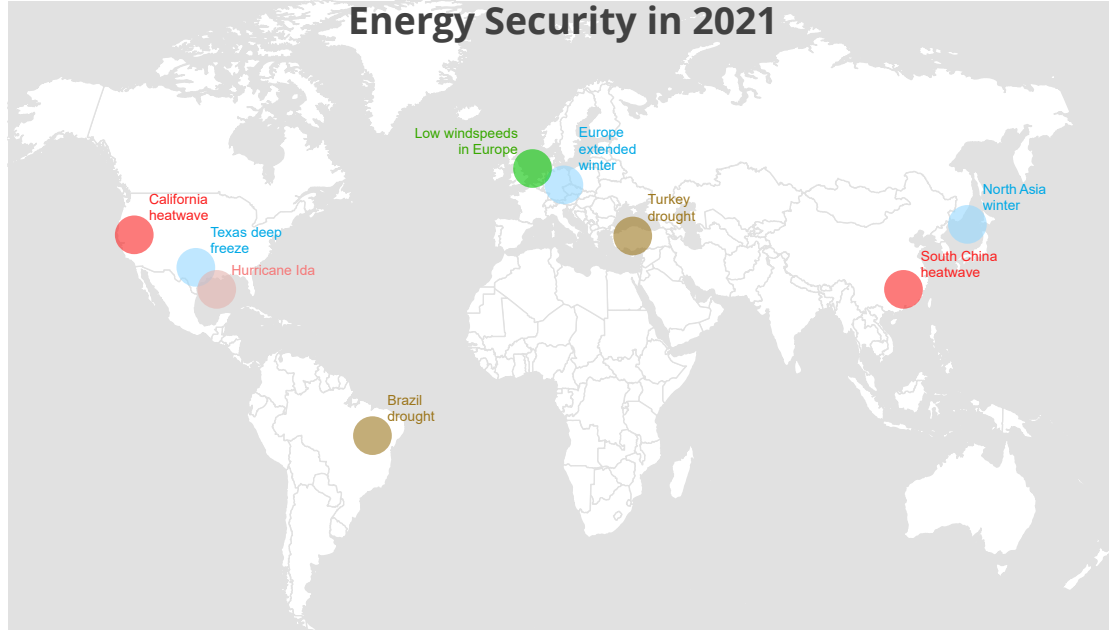 Energy Security in 2021
Low windspeeds
in Europe
Europe
extended
winter
California
heatwave
Texas deep
freeze
Hurricane Ida
Turkey
drought
North Asia
winter
South China
heatwave
Brazil
drought